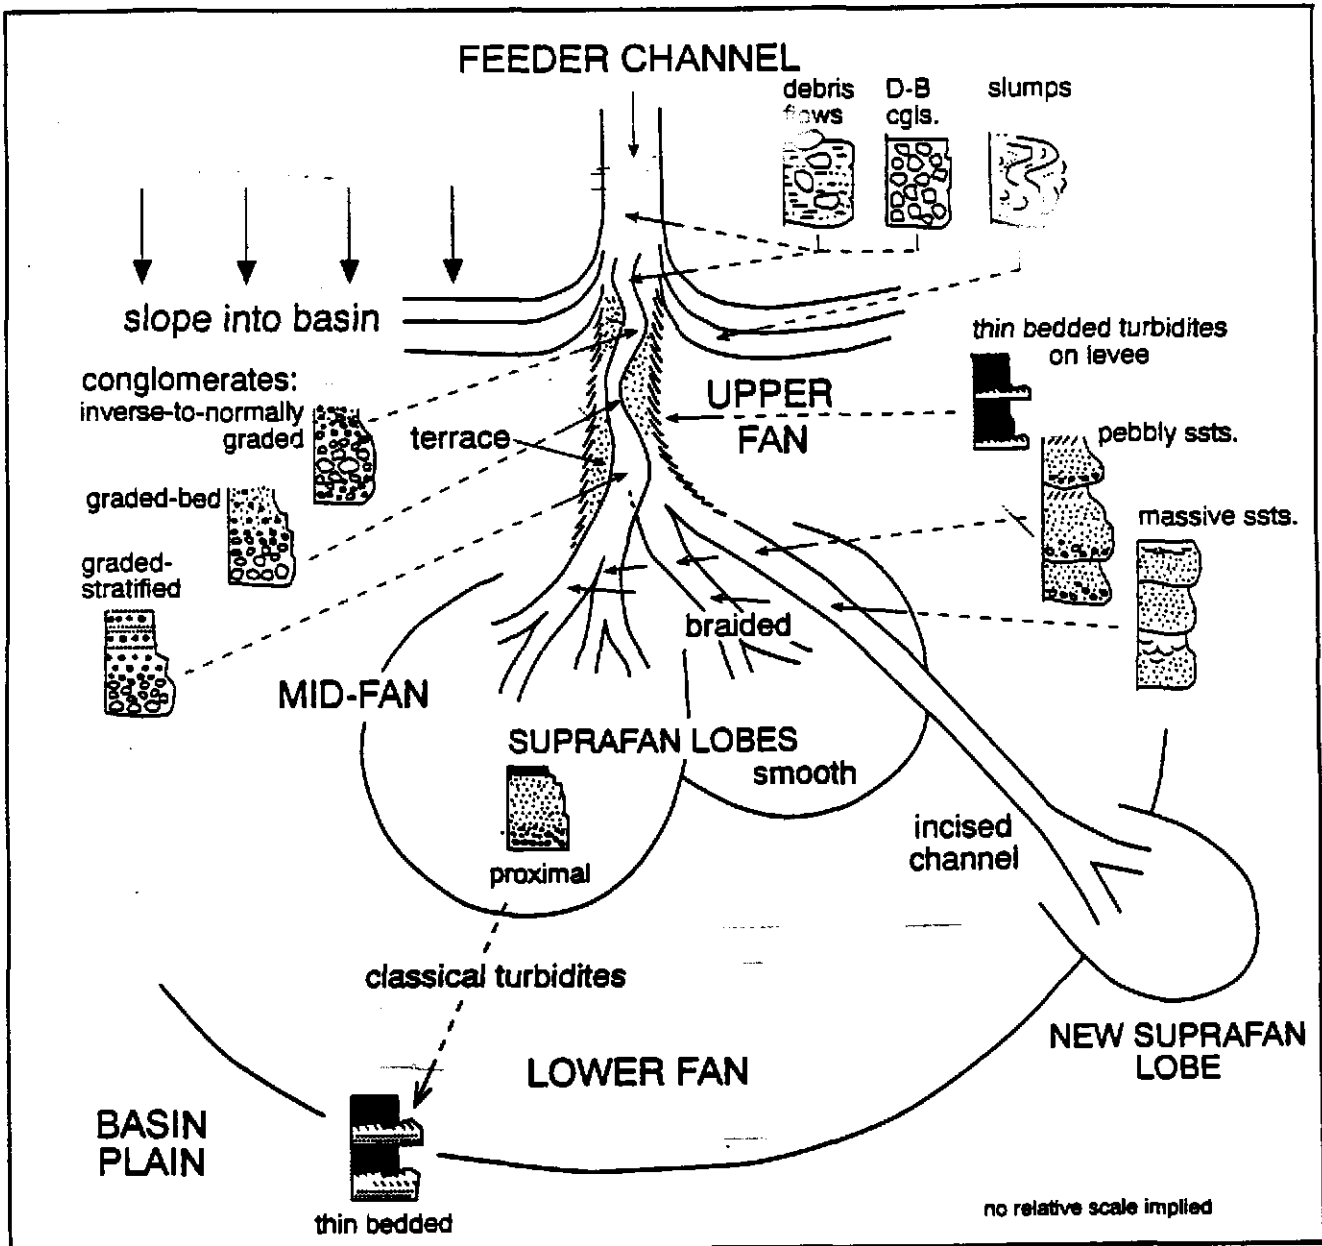 FEEDER CHANNEL
debris
flows
D-B
cgls.
slumps
slope into basin
thin bedded turbidites
on levee
conglomerates:
inverse-to-normally
graded
terrace
UPPER
FAN
pebbly ssts.
graded-bed
massive ssts.
graded-
stratified
braided
MID-FAN
SUPRAFAN LOBES
smooth
proximal
incised
channel
classical turbidites
NEW SUPRAFAN
LOBE
LOWER FAN
BASIN
PLAIN
thin bedded
no relative scale implied